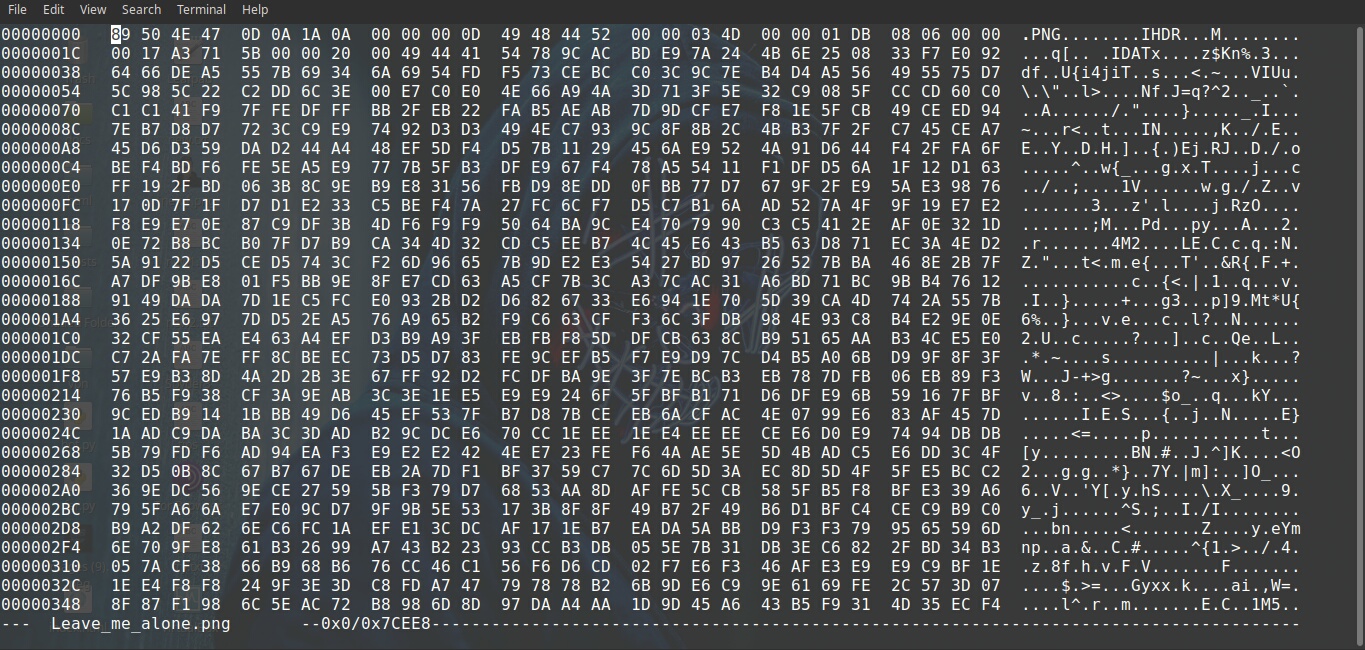 File Edit View Search Terminal Help
00000000 89 50 4E 47 0D 0A 1A 0A 00 00 00 0D 49 48 44 52 00 00 03 4D 00 00 01 DB 08 06 00 00 .PNG........IHDR...M........
0000001C 00 17 A3 71 5B 00 00 20 00 49 44 41 54 78 9C AC BD E9 7A 24 4B 6E 25 08 33 F7 E0 92 ...q[.. .IDATx....z$Kn%.3...
00000038 64 66 DE A5 55 7B 69 34 6A 69 54 FD F5 73 CE BC C0 3C 9C 7E B4 D4 A5 56 49 55 75 D7 df..U{i4jiT..s...<.~...VIUu.
00000054 5C 98 5C 22 C2 DD 6C 3E 00 E7 C0 E0 4E 66 A9 4A 3D 71 3F 5E 32 C9 08 5F CC CD 60 C0 \.\"..l>....Nf.J=q?^2.._..`.
00000070 C1 C1 41 F9 7F FE DF FF BB 2F EB 22 FA B5 AE AB 7D 9D CF E7 F8 1E 5F CB 49 CE ED 94 ..A....../."....}....._.I...
0000008C 7E B7 D8 D7 72 3C C9 E9 74 92 D3 D3 49 4E C7 93 9C 8F 8B 2C 4B B3 7F 2F C7 45 CE A7 ~...r<..t...IN.....,K../.E..
000000A8 45 D6 D3 59 DA D2 44 A4 48 EF 5D F4 D5 7B 11 29 45 6A E9 52 4A 91 D6 44 F4 2F FA 6F E..Y..D.H.]..{.)Ej.RJ..D./.o
000000C4 BE F4 BD F6 FE 5E A5 E9 77 7B 5F B3 DF E9 67 F4 78 A5 54 11 F1 DF D5 6A 1F 12 D1 63 .....^..w{_...g.x.T....j...c
000000E0 FF 19 2F BD 06 3B 8C 9E B9 E8 31 56 FB D9 8E DD 0F BB 77 D7 67 9F 2F E9 5A E3 98 76 ../..;....1V......w.g./.Z..v
000000FC 17 0D 7F 1F D7 D1 E2 33 C5 BE F4 7A 27 FC 6C F7 D5 C7 B1 6A AD 52 7A 4F 9F 19 E7 E2 .......3...z'.l....j.RzO....
00000118 F8 E9 E7 0E 87 C9 DF 3B 4D F6 F9 F9 50 64 BA 9C E4 70 79 90 C3 C5 41 2E AF 0E 32 1D .......;M...Pd...py...A...2.
00000134 0E 72 B8 BC B0 7F D7 B9 CA 34 4D 32 CD C5 EE B7 4C 45 E6 43 B5 63 D8 71 EC 3A 4E D2 .r.......4M2....LE.C.c.q.:N.
00000150 5A 91 22 D5 CE D5 74 3C F2 6D 96 65 7B 9D E2 E3 54 27 BD 97 26 52 7B BA 46 8E 2B 7F Z."...t<.m.e{...T'..&R{.F.+.
0000016C A7 DF 9B E8 01 F5 BB 9E 8F E7 CD 63 A5 CF 7B 3C A3 7C AC 31 A6 BD 71 BC 9B B4 76 12 ...........c..{<.|.1..q...v.
00000188 91 49 DA DA 7D 1E C5 FC E0 93 2B D2 D6 82 67 33 E6 94 1E 70 5D 39 CA 4D 74 2A 55 7B .I..}.....+...g3...p]9.Mt*U{
000001A4 36 25 E6 97 7D D5 2E A5 76 A9 65 B2 F9 C6 63 CF F3 6C 3F DB 98 4E 93 C8 B4 E2 9E 0E 6%..}...v.e...c..l?..N......
000001C0 32 CF 55 EA E4 63 A4 EF D3 B9 A9 3F EB FB F8 5D DF C6 63 8C B9 51 65 AA B3 4C E5 E0 2.U..c.....?...]..c..Qe..L..
000001DC C7 2A FA 7E FF 8C BE EC 73 D5 D7 83 FE 9C EF B5 F7 E9 D9 7C D4 B5 A0 6B D9 9F 8F 3F .*.~....s..........|...k...?
000001F8 57 E9 B3 8D 4A 2D 2B 3E 67 FF 92 D2 FC DF BA 9E 3F 7E BC B3 EB 78 7D FB 06 EB 89 F3 W...J-+>g.......?~...x}.....
00000214 76 B5 F9 38 CF 3A 9E AB 3C 3E 1E E5 E9 E9 24 6F 5F BF B1 71 D6 DF E9 6B 59 16 7F BF v..8.:..<>....$o_..q...kY...
00000230 9C ED B9 14 1B BB 49 D6 45 EF 53 7F B7 D8 7B CE EB 6A CF AC 4E 07 99 E6 83 AF 45 7D ......I.E.S...{..j..N.....E}
0000024C 1A AD C9 DA BA 3C 3D AD B2 9C DC E6 70 CC 1E EE 1E E4 EE EE CE E6 D0 E9 74 94 DB DB .....<=.....p...........t...
00000268 5B 79 FD F6 AD 94 EA F3 E9 E2 E2 42 4E E7 23 FE F6 4A AE 5E 5D 4B AD C5 E6 DD 3C 4F [y.........BN.#..J.^]K....<O
00000284 32 D5 0B 8C 67 B7 67 DE EB 2A 7D F1 BF 37 59 C7 7C 6D 5D 3A EC 8D 5D 4F 5F E5 BC C2 2...g.g..*}..7Y.|m]:..]O_...
000002A0 36 9E DC 56 9E CE 27 59 5B F3 79 D7 68 53 AA 8D AF FE 5C CB 58 5F B5 F8 BF E3 39 A6 6..V..'Y[.y.hS....\.X_....9.
000002BC 79 5F A6 6A E7 E0 9C D7 9F 9B 5E 53 17 3B 8F 8F 49 B7 2F 49 B6 D1 BF C4 CE C9 B9 C0 y_.j......^S.;..I./I........
000002D8 B9 A2 DF 62 6E C6 FC 1A EF E1 3C DC AF 17 1E B7 EA DA 5A BB D9 F3 F3 79 95 65 59 6D ...bn.....<.......Z....y.eYm
000002F4 6E 70 9F E8 61 B3 26 99 A7 43 B2 23 93 CC B3 DB 05 5E 7B 31 DB 3E C6 82 2F BD 34 B3 np..a.&..C.#.....^{1.>../.4.
00000310 05 7A CF 38 66 B9 68 B6 76 CC 46 C1 56 F6 D6 CD 02 F7 E6 F3 46 AF E3 E9 E9 C9 BF 1E .z.8f.h.v.F.V.......F.......
0000032C 1E E4 F8 F8 24 9F 3E 3D C8 FD A7 47 79 78 78 B2 6B 9D E6 C9 9E 61 69 FE 2C 57 3D 07 ....$.>=...Gyxx.k....ai.,W=.
00000348 8F 87 F1 98 6C 5E AC 72 B8 98 6D 8D 97 DA A4 AA 1D 9D 45 A6 43 B5 F9 31 4D 35 EC F4 ....l^.r..m.......E.C..1M5..
--- Leave_me_alone.png --0x0/0x7CEE8---------------------------------------------------------------------------------------